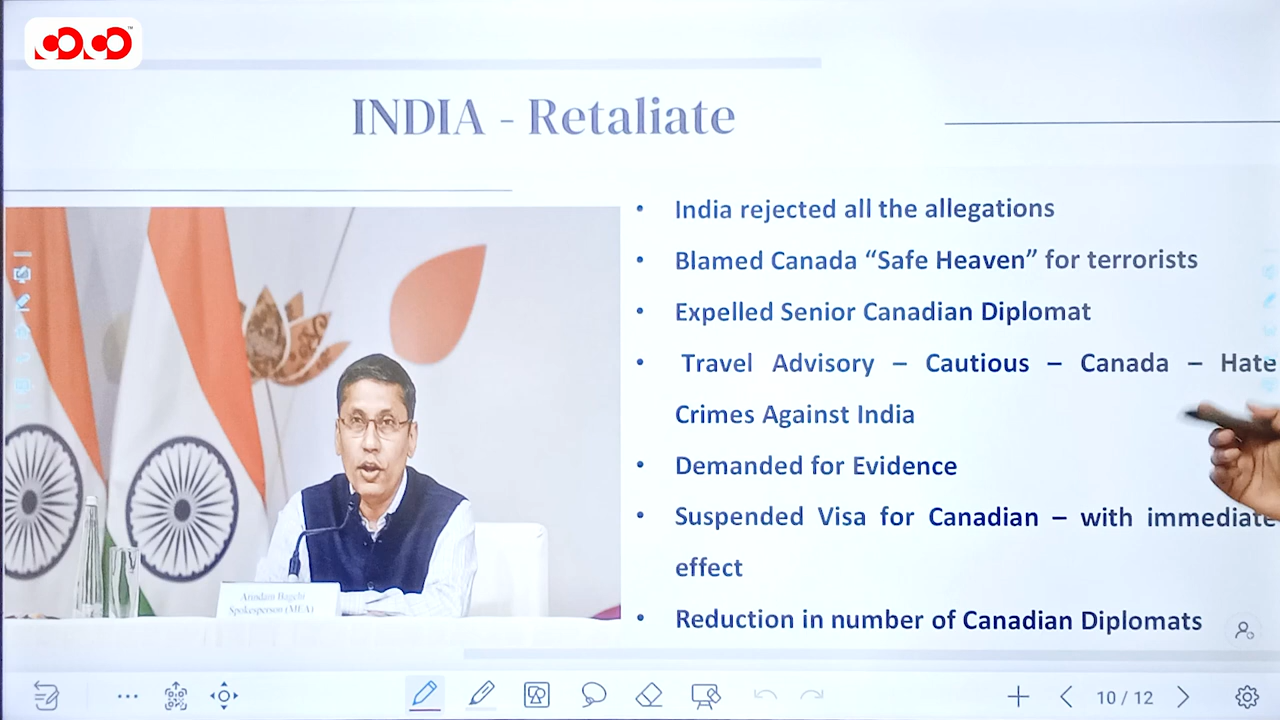 INDIA - Retaliate
• India rejected all the allegations
• Blamed Canada “Safe Heaven” for terrorists
• Expelled Senior Canadian Diplomat
• Travel Advisory – Cautious – Canada – Hate
Crimes Against India
• Demanded for Evidence
• Suspended Visa for Canadian – with immediate
effect
• Reduction in number of Canadian Diplomats
Arindam Bagchi
Spokesperson (MEA)
10 / 12